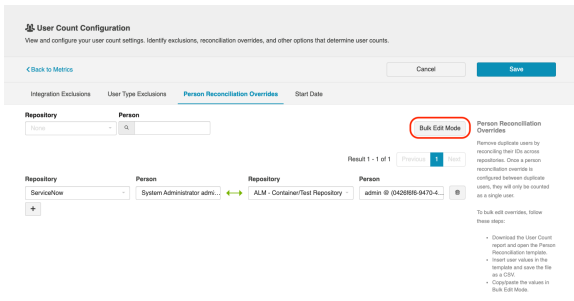 User Count Configuration
View and configure your user count settings. Identify exclusions, reconciliation overrides, and other options that determine user counts.
Back to Metrics
Cancel
Save
Integration Exclusions
User Type Exclusions
Person Reconciliation Overrides
Start Date
Repository
Person
None
Bulk Edit Mode
Result 1 - 1 of 1
Previous
1
Next
Repository
Person
Repository
Person
ServiceNow
System Administrator admi...
ALM - Container/Test Repository
admin @ (0426f6f6-9470-4...
+
Person Reconciliation
Overrides
Remove duplicate users by
reconciling their IDs across
repositories. Once a person
reconciliation override is
configured between duplicate
users, they will only be counted
as a single user.
To bulk edit overrides, follow
these steps:
• Download the User Count
report and open the Person
Reconciliation template.
• Insert user values in the
template and save the file
as a CSV.
• Copy/paste the values in
Bulk Edit Mode.